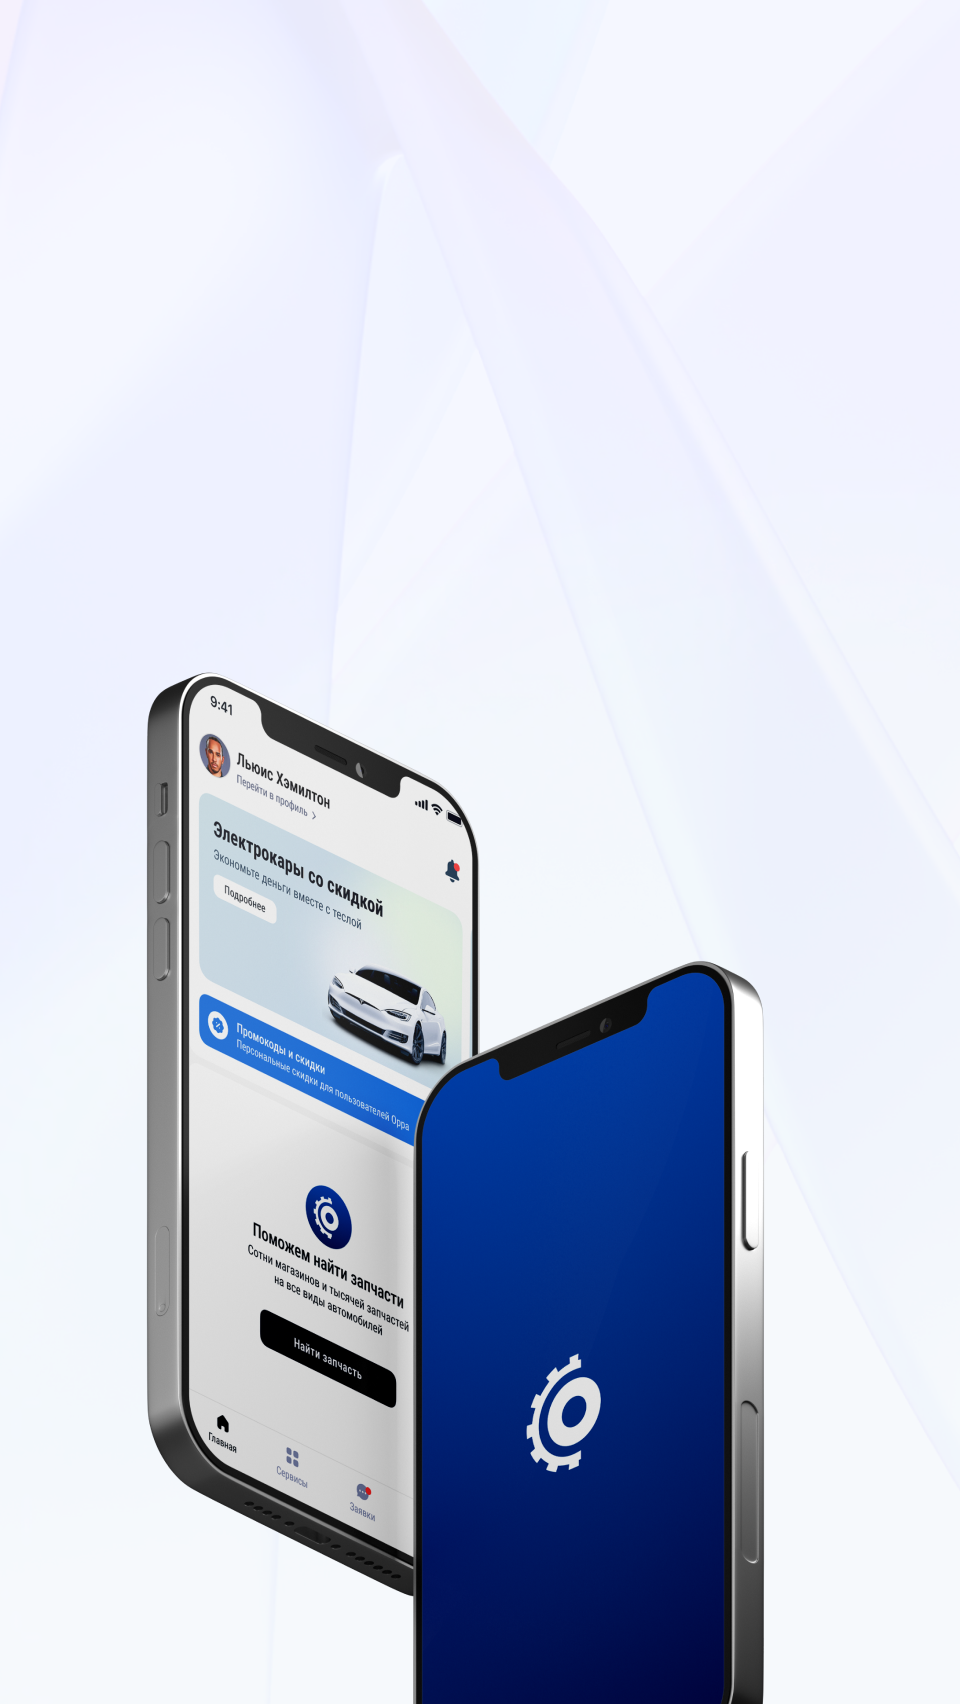 9:41
Льюис Хэмилтон
Перейти в профиль
Электрокары со скидкой
Экономьте деньги вместе с теслой
Подробнее
Промокоды и скидки
Персональные скидки для пользователей Oppa
Поможем найти запчасти
Сотни магазинов и тысячей запчастей
на все виды автомобилей
Найти запчасть
Главная
Сервисы
Заявки